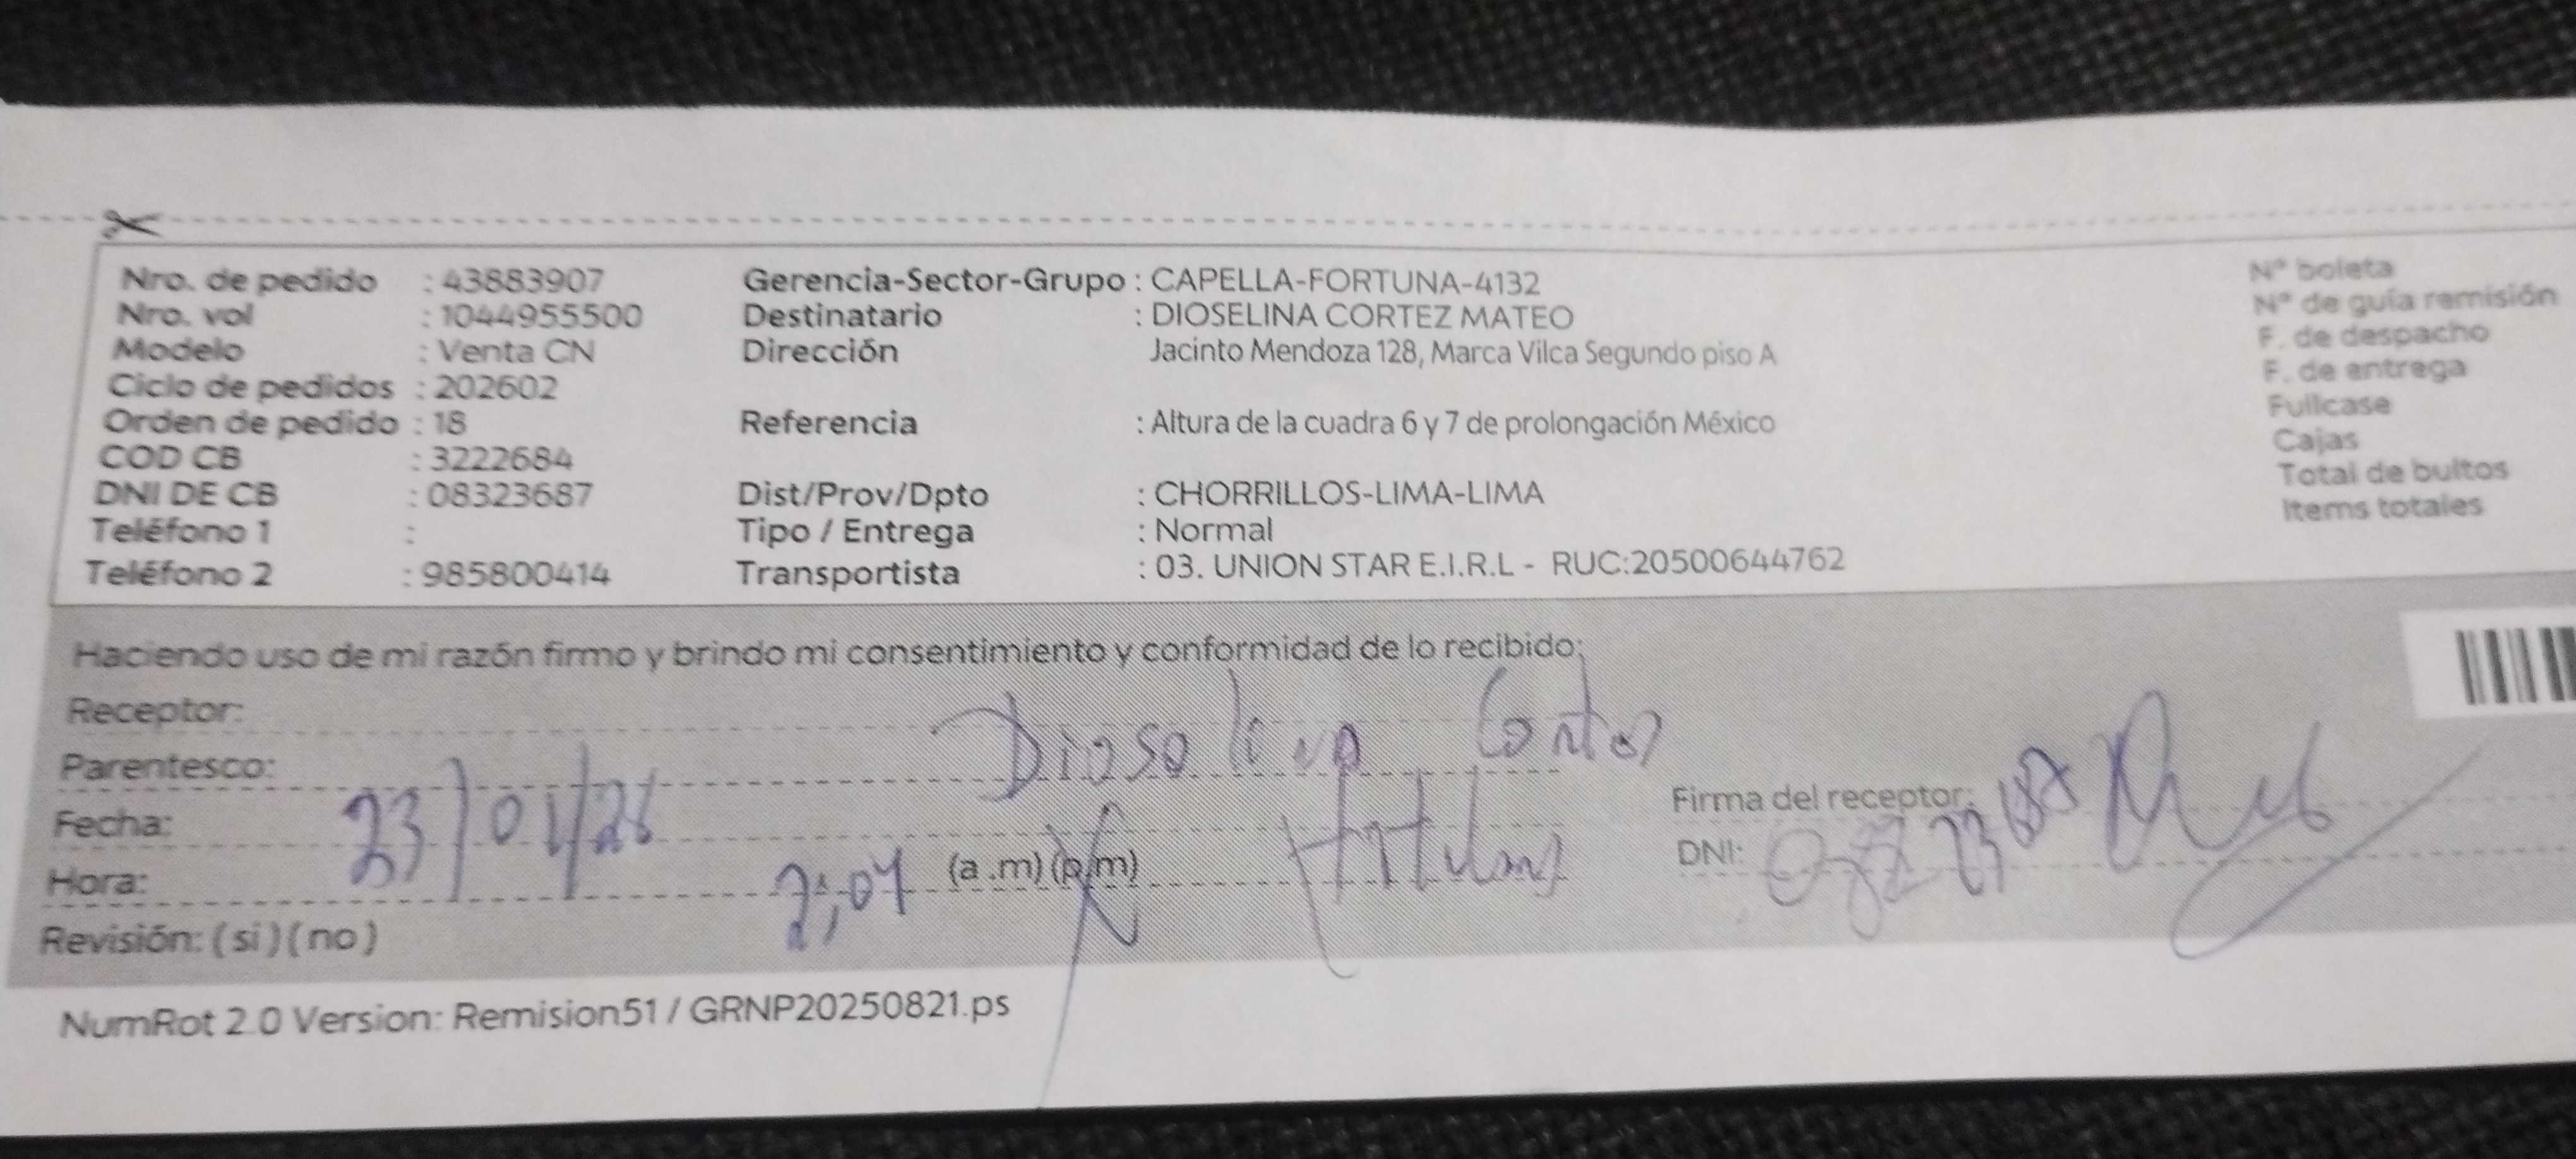 Nro. de pedido : 43883907 Gerencia-Sector-Grupo : CAPELLA-FORTUNA-4132 N° boleta
Nro. vol : 1044955500 Destinatario : DIOSELINA CORTEZ MATEO N° de guía remisión
Modelo : Venta CN Dirección Jacinto Mendoza 128, Marca Vilca Segundo piso A F. de despacho
Ciclo de pedidos : 202602 F. de entrega
Orden de pedido : 18 Referencia : Altura de la cuadra 6 y 7 de prolongación México Fullcase
COD CB : 3222684 Cajas
DNI DE CB : 08323687 Dist/Prov/Dpto : CHORRILLOS-LIMA-LIMA Total de bultos
Teléfono 1 : Tipo / Entrega : Normal Items totales
Teléfono 2 : 985800414 Transportista : 03. UNION STAR E.I.R.L - RUC:20500644762
Haciendo uso de mi razón firmo y brindo mi consentimiento y conformidad de lo recibido:
Receptor:
Parentesco:
Firma del receptor:
Fecha: 23/01/26
Hora: (a .m) (p.m) DNI:
Revisión: ( si ) ( no )
NumRot 2.0 Version: Remision51 / GRNP20250821.ps